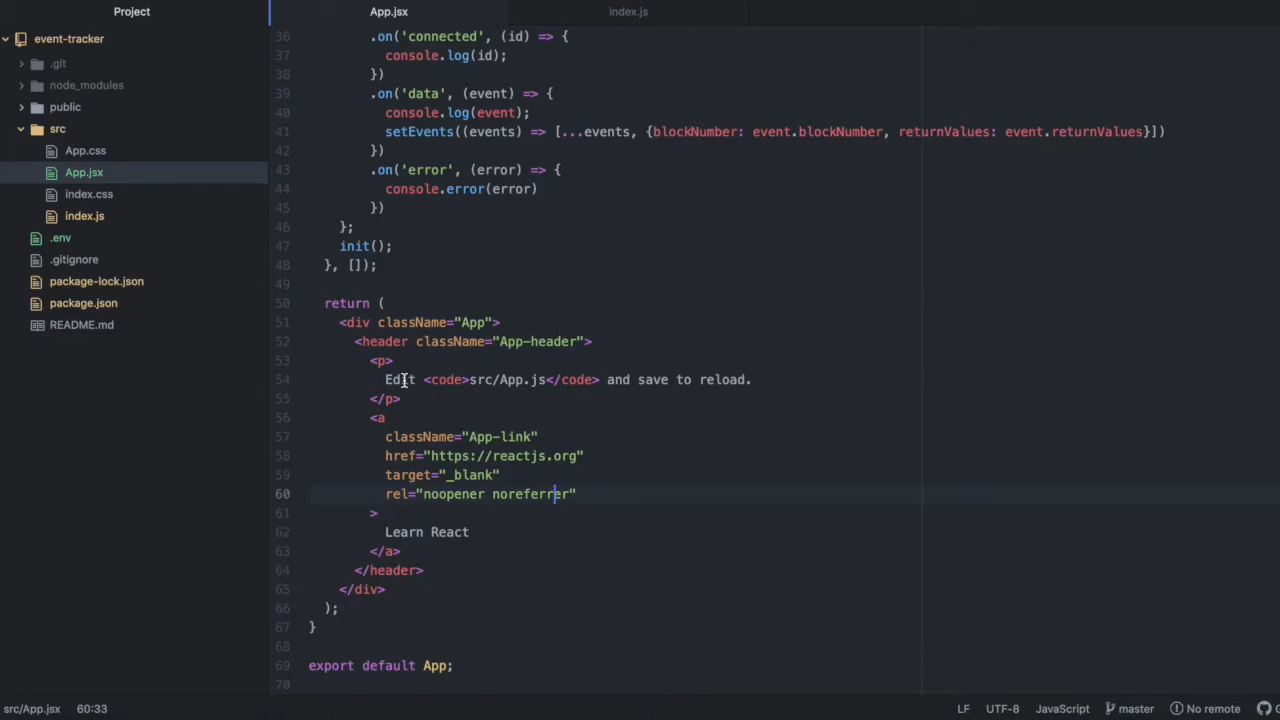 Project
App.jsx
index.js
event-tracker
.git
node_modules
public
src
App.css
App.jsx
index.css
index.js
.env
.gitignore
package-lock.json
package.json
README.md
36 .on('connected', (id) => {
37 console.log(id);
38 })
39 .on('data', (event) => {
40 console.log(event);
41 setEvents((events) => [...events, {blockNumber: event.blockNumber, returnValues: event.returnValues}])
42 })
43 .on('error', (error) => {
44 console.error(error)
45 })
46 };
47 init();
48 }, []);
49
50 return (
51 <div className="App">
52 <header className="App-header">
53 <p>
54 Edit <code>src/App.js</code> and save to reload.
55 </p>
56 <a
57 className="App-link"
58 href="https://reactjs.org"
59 target="_blank"
60 rel="noopener noreferrer"
61 >
62 Learn React
63 </a>
64 </header>
65 </div>
66 );
67 }
68
69 export default App;
70
src/App.jsx 60:33 LF UTF-8 JavaScript master No remote